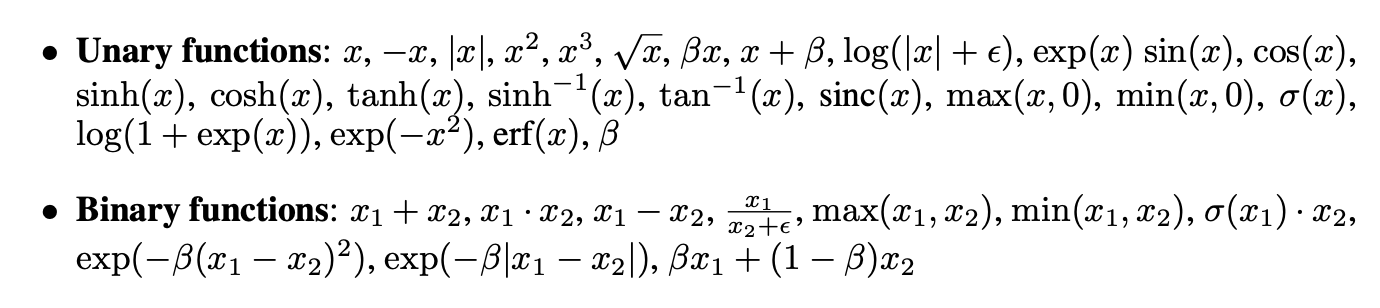 • Unary functions: x, −x, |x|, x², x³, √x, βx, x + β, log(|x| + ϵ), exp(x) sin(x), cos(x),
sinh(x), cosh(x), tanh(x), sinh⁻¹(x), tan⁻¹(x), sinc(x), max(x, 0), min(x, 0), σ(x),
log(1 + exp(x)), exp(−x²), erf(x), β
• Binary functions: x₁ + x₂, x₁ · x₂, x₁ − x₂, x₁/(x₂+ϵ), max(x₁, x₂), min(x₁, x₂), σ(x₁) · x₂,
exp(−β(x₁ − x₂)²), exp(−β|x₁ − x₂|), βx₁ + (1 − β)x₂